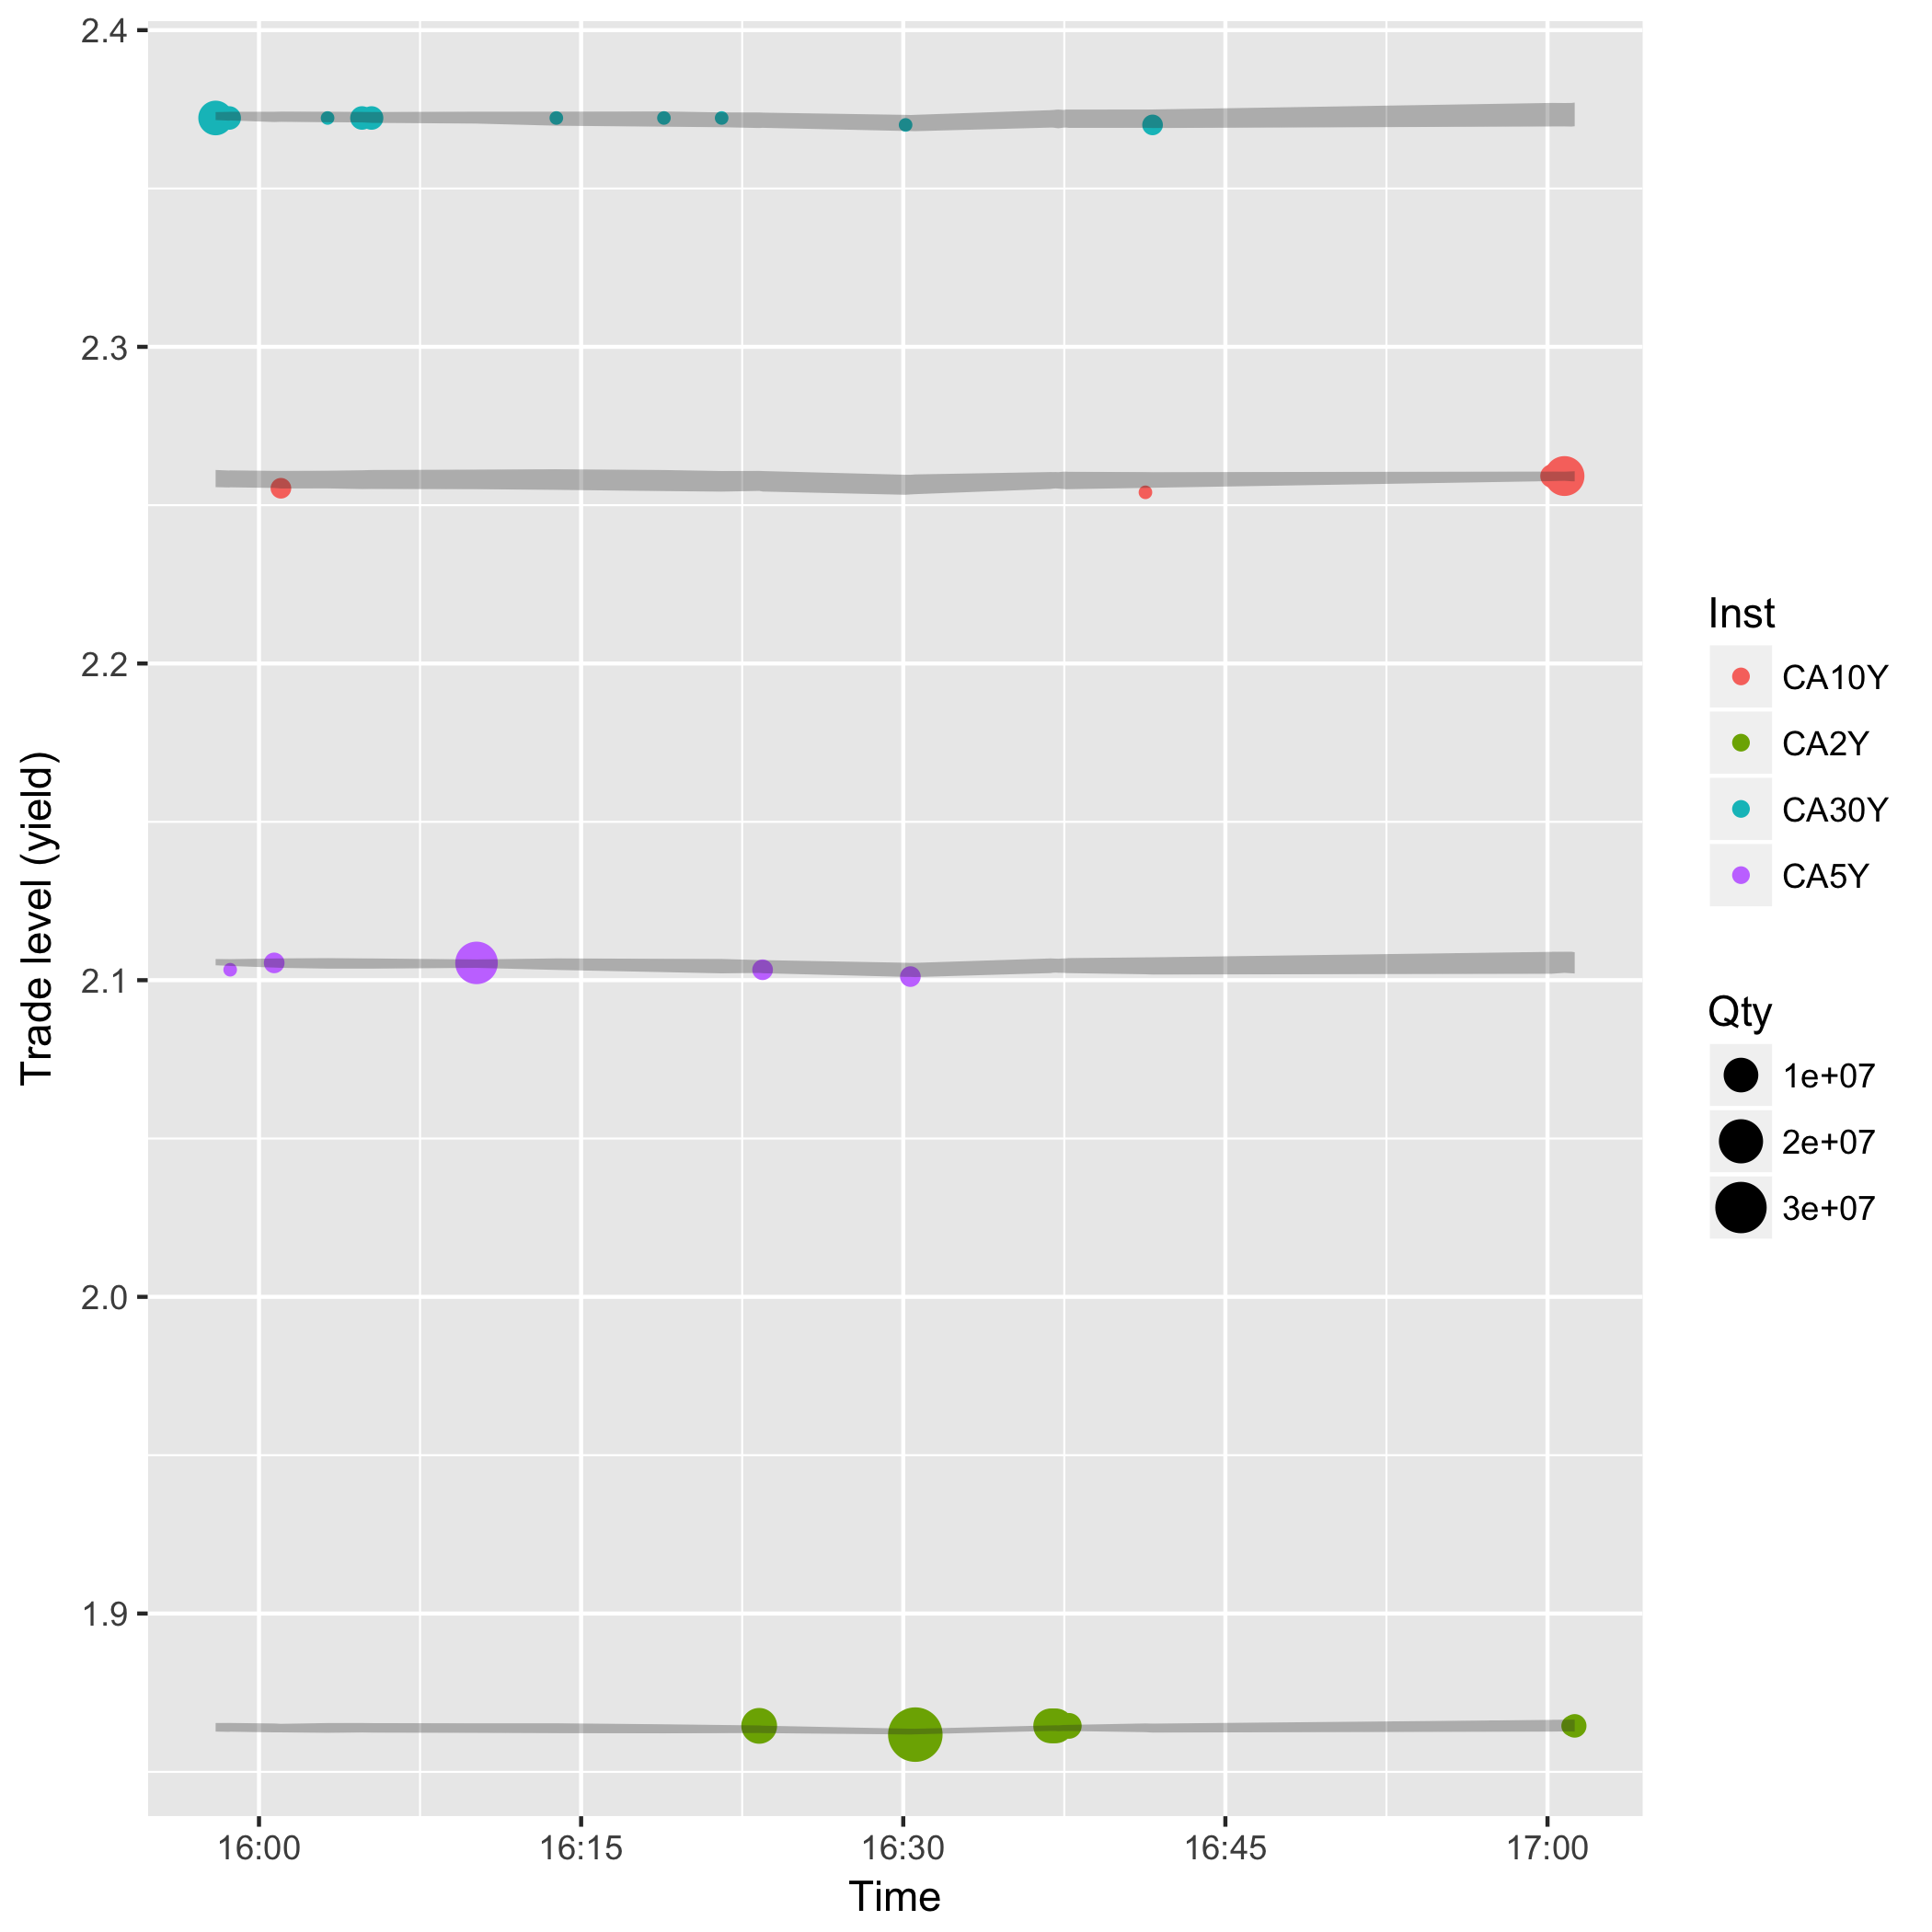 2.4
2.3
2.2
2.1
2.0
1.9
Trade level (yield)
16:00
16:15
16:30
16:45
17:00
Time
Inst
CA10Y
CA2Y
CA30Y
CA5Y
Qty
1e+07
2e+07
3e+07